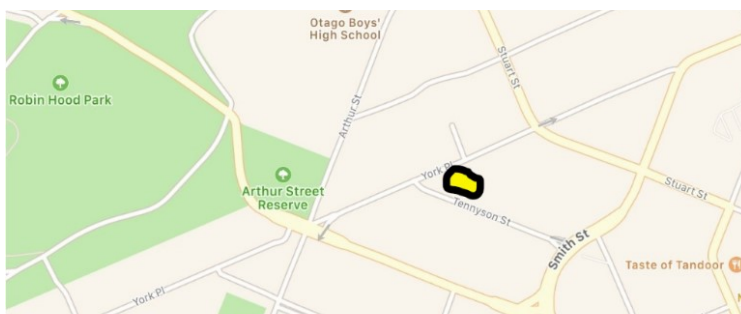 Otago Boys'
High School
Robin Hood Park
Arthur St
Stuart St
York Pl
Arthur Street
Reserve
Tennyson St
Stuart St
Smith St
Taste of Tandoor
York Pl